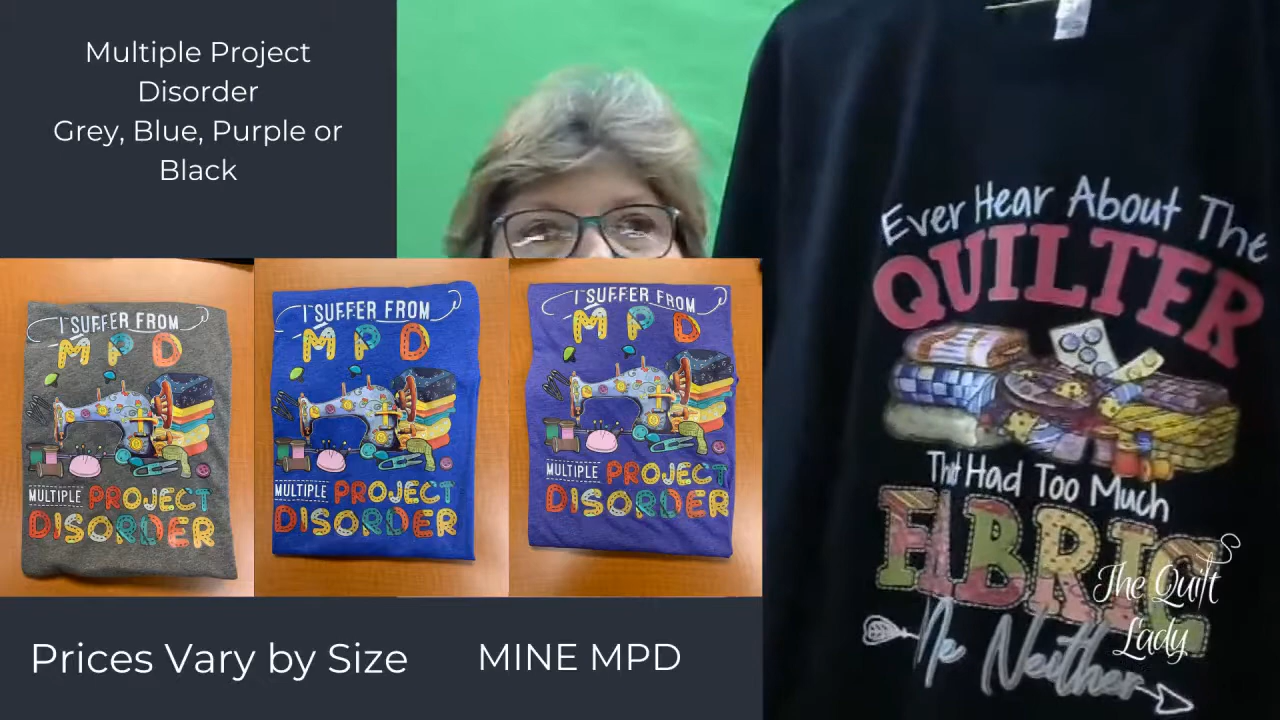 Multiple Project
Disorder
Grey, Blue, Purple or
Black
I SUFFER FROM
MPD
MULTIPLE PROJECT
DISORDER
I SUFFER FROM
MPD
MULTIPLE PROJECT
DISORDER
I SUFFER FROM
MPD
MULTIPLE PROJECT
DISORDER
Prices Vary by Size
MINE MPD
Ever Hear About The
QUILTER
That Had Too Much
FABRIC
Me Neither
The Quilt
Lady